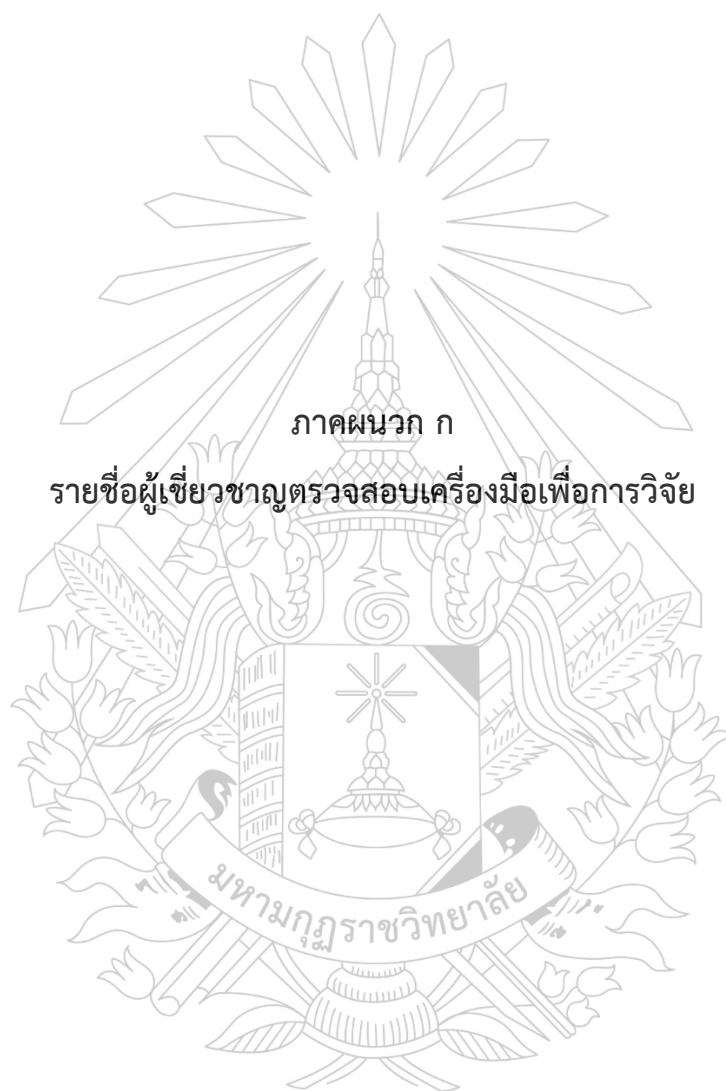 ภาคผนวก ก
รายชื่อผู้เชี่ยวชาญตรวจสอบเครื่องมือเพื่อการวิจัย
มหามกุฏราชวิทยาลัย